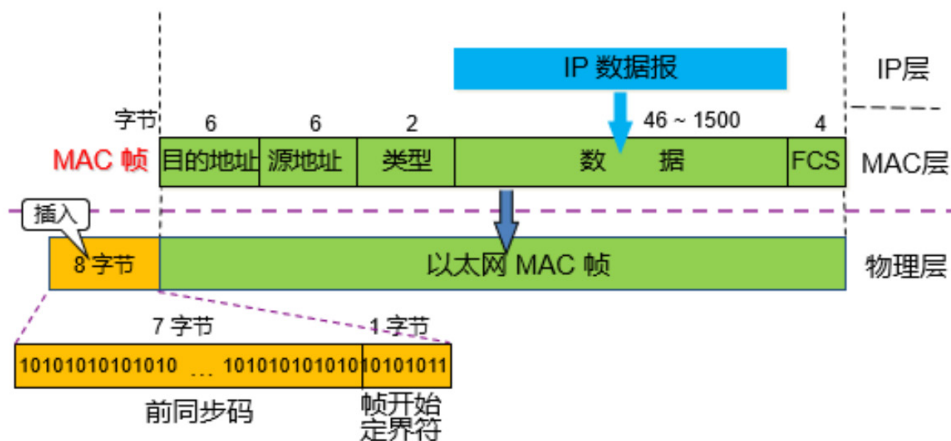 IP 数据报
IP层
字节 6 6 2 46 ~ 1500 4
MAC 帧 目的地址 源地址 类型 数 据 FCS MAC层
插入
8 字节 以太网 MAC 帧 物理层
7 字节 1 字节
10101010101010 ... 101010101010 10101011
前同步码 帧开始
定界符